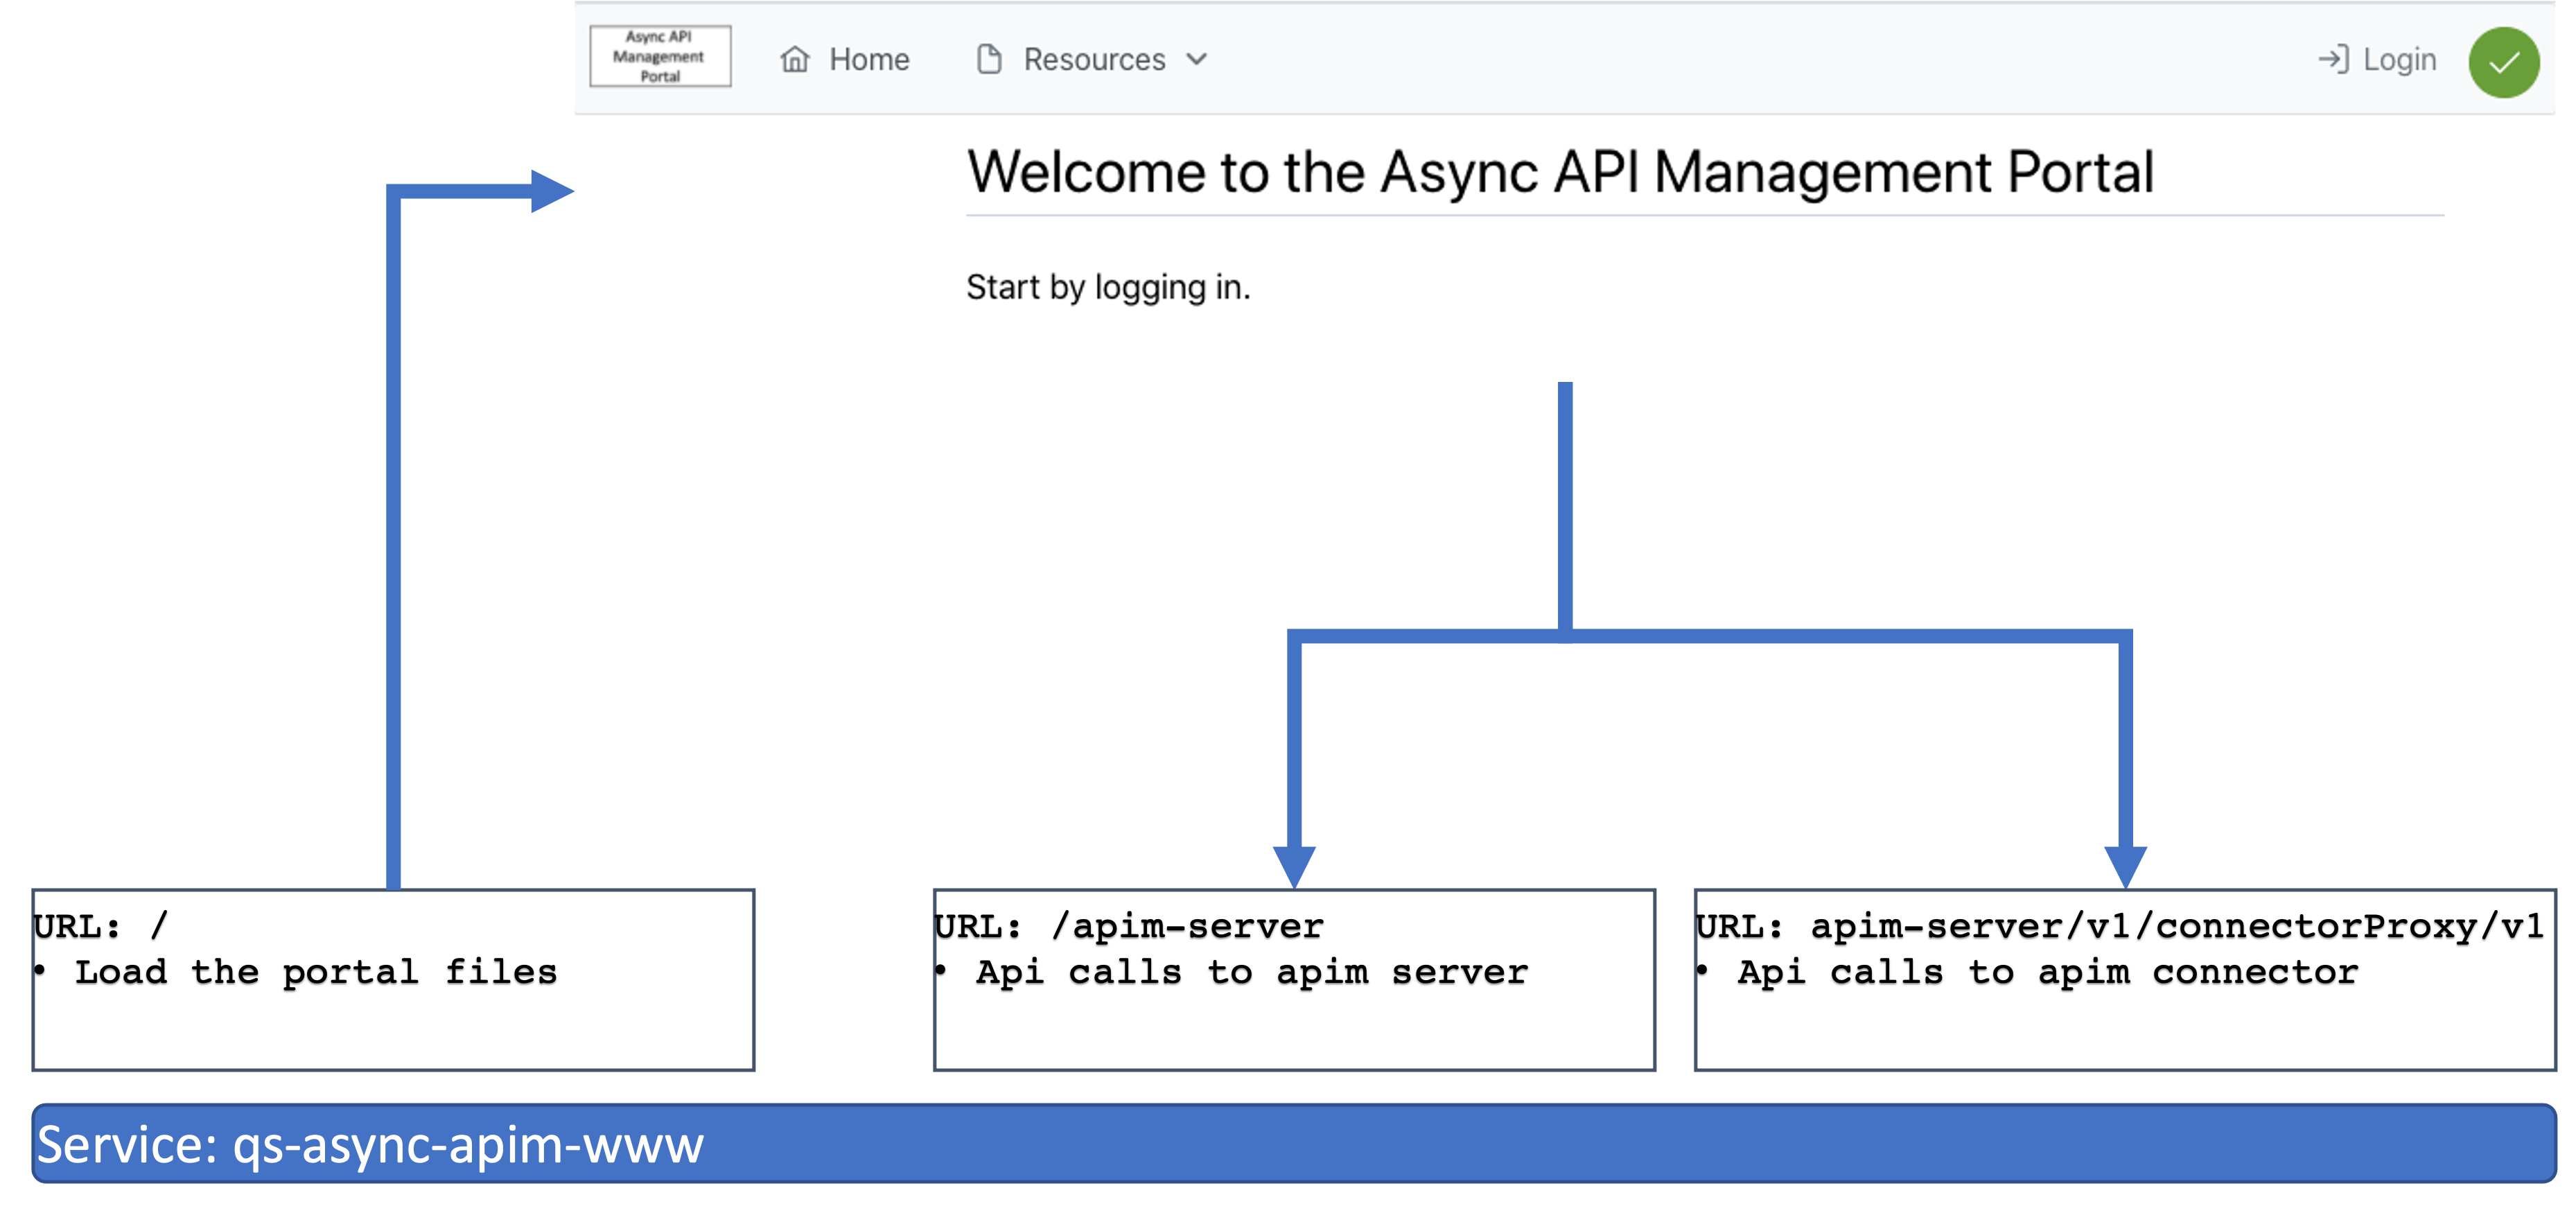 Async API
Management
Portal
Home
Resources
Login
Welcome to the Async API Management Portal
Start by logging in.
URL: /
• Load the portal files
URL: /apim-server
• Api calls to apim server
URL: apim-server/v1/connectorProxy/v1
• Api calls to apim connector
Service: qs-async-apim-www